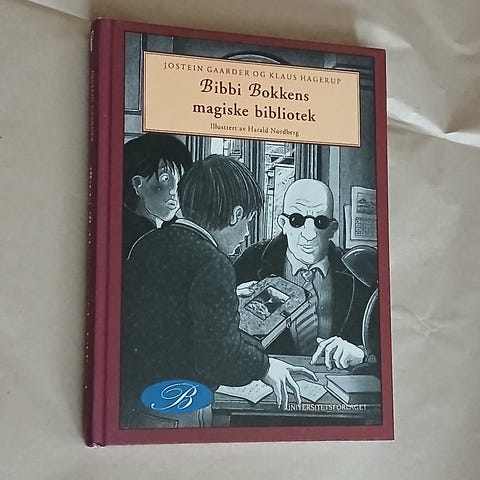 JOSTEIN GAARDER OG KLAUS HAGERUP
Bibbi Bokkens
magiske bibliotek
Illustrert av Harald Nordberg
B
UNIVERSITETSFORLAGET